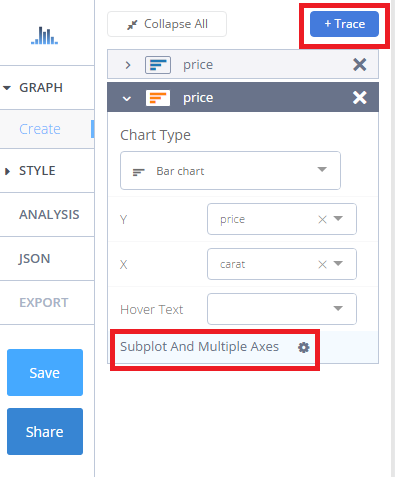 Collapse All
+ Trace
price
GRAPH
price
Create
Chart Type
STYLE
Bar chart
ANALYSIS
Y price
JSON
X carat
EXPORT
Hover Text
Subplot And Multiple Axes
Save
Share